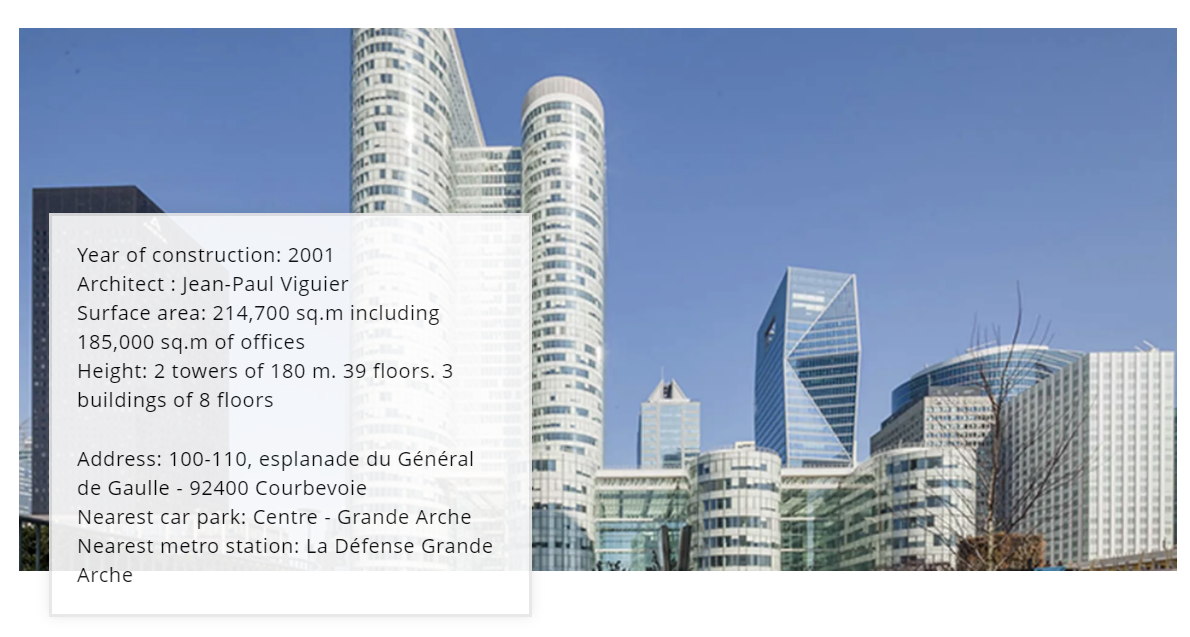 Year of construction: 2001
Architect : Jean-Paul Viguier
Surface area: 214,700 sq.m including
185,000 sq.m of offices
Height: 2 towers of 180 m. 39 floors. 3
buildings of 8 floors
Address: 100-110, esplanade du Général
de Gaulle - 92400 Courbevoie
Nearest car park: Centre - Grande Arche
Nearest metro station: La Défense Grande
Arche